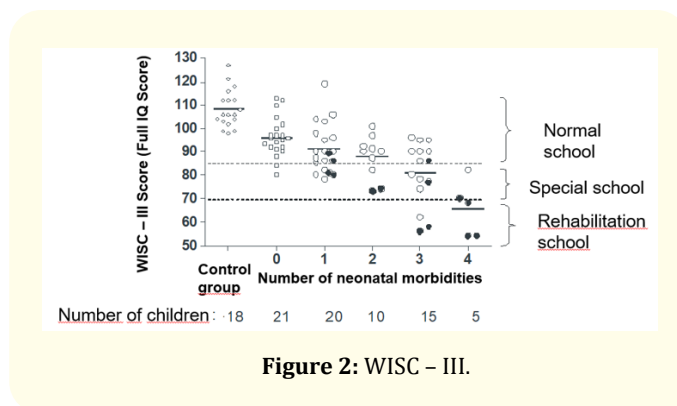 WISC – III Score (Full IQ Score)
130
120
110
100
90
80
70
60
50
Normal
school
Special school
Rehabilitation
school
0 1 2 3 4
Control
group
Number of neonatal morbidities
Number of children: 18 21 20 10 15 5
Figure 2: WISC – III.